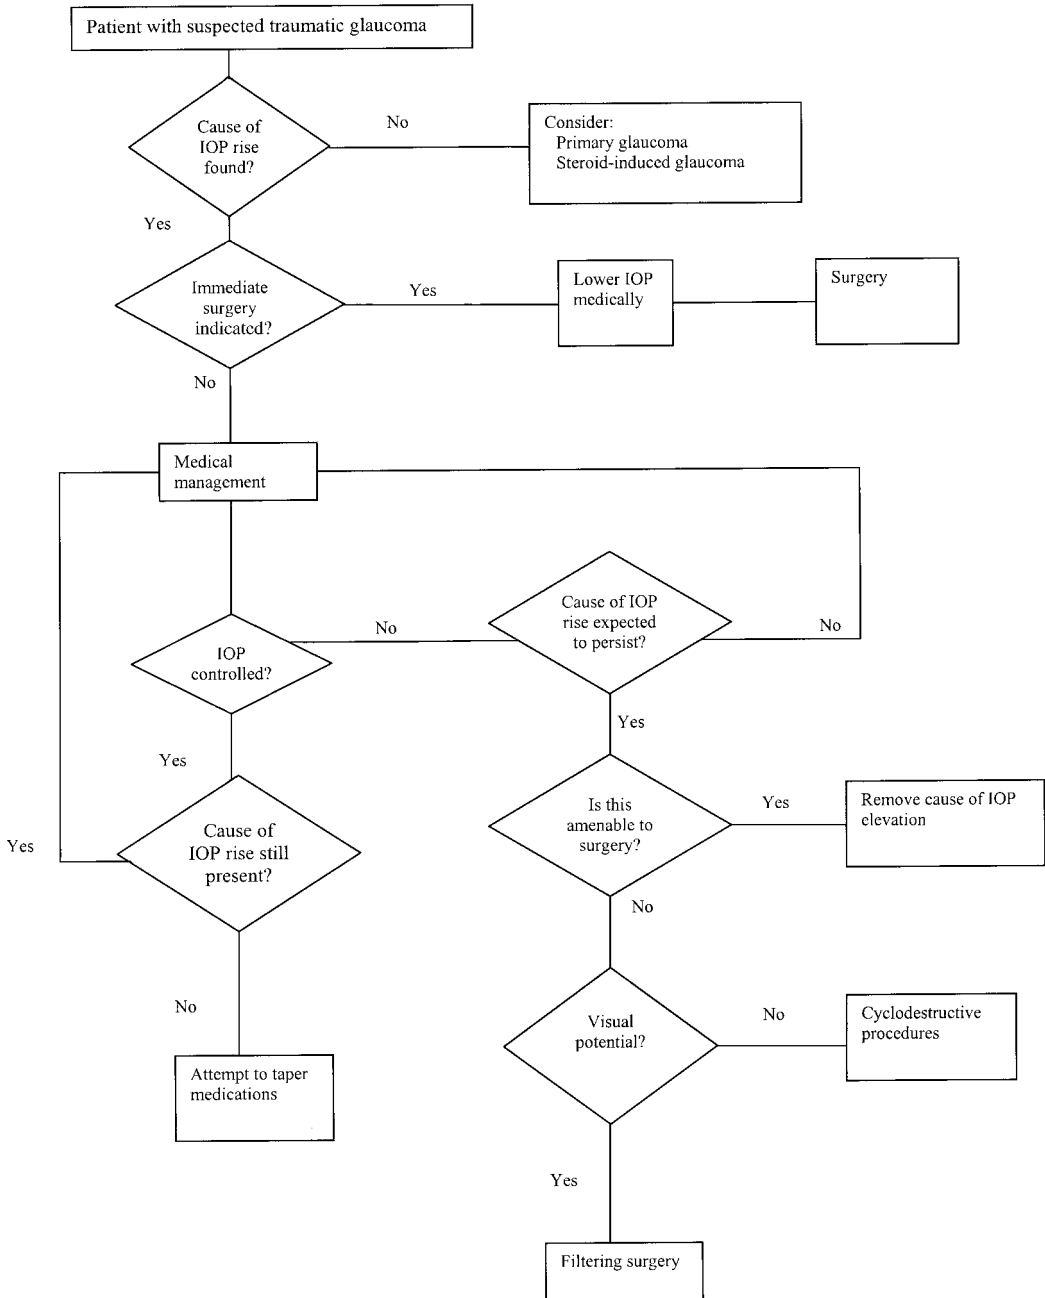 Patient with suspected traumatic glaucoma
Cause of
IOP rise
found?
No
Consider:
Primary glaucoma
Steroid-induced glaucoma
Yes
Immediate
surgery
indicated?
Yes
Lower IOP
medically
Surgery
No
Medical
management
Cause of IOP
rise expected
to persist?
No
No
IOP
controlled?
Yes
Yes
Is this
amenable to
surgery?
Yes
Remove cause of IOP
elevation
Cause of
IOP rise still
present?
Yes
No
No
Visual
potential?
No
Cyclodestructive
procedures
Attempt to taper
medications
Yes
Filtering surgery